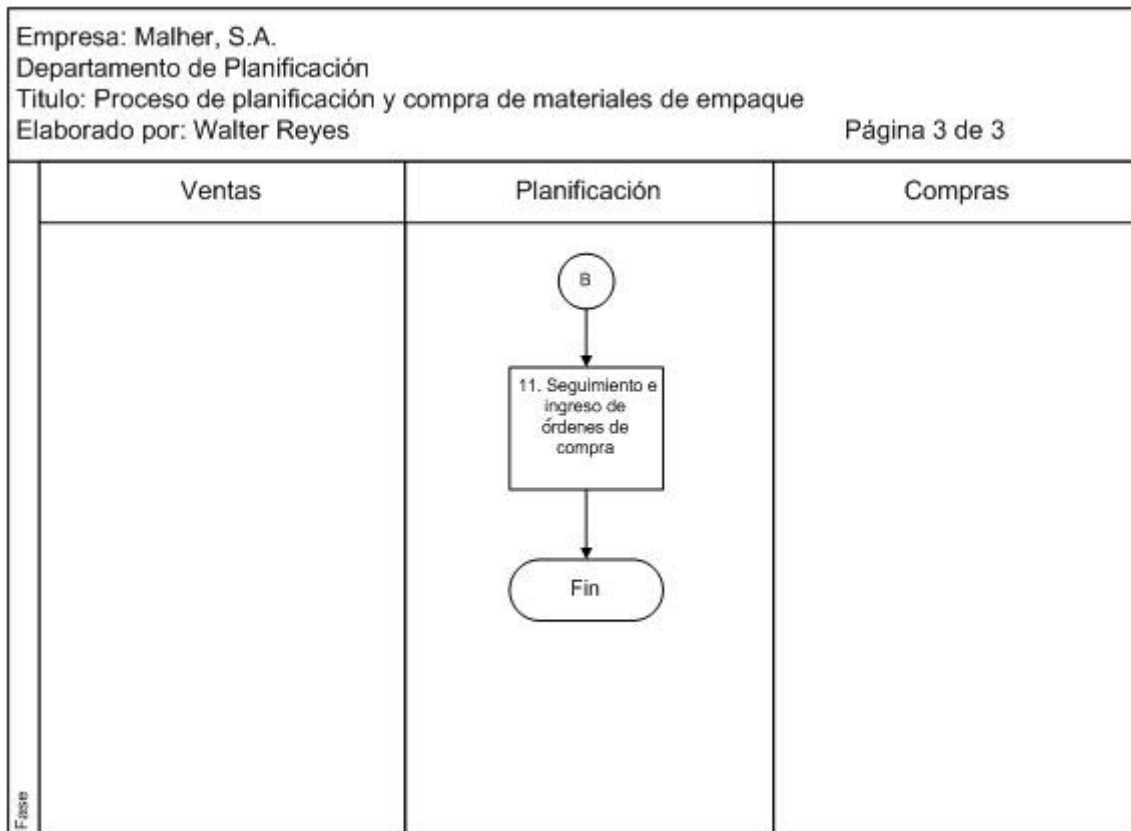 Empresa: Malher, S.A.
Departamento de Planificación
Titulo: Proceso de planificación y compra de materiales de empaque
Elaborado por: Walter Reyes Página 3 de 3
Ventas Planificación Compras
B
11. Seguimiento e
ingreso de
órdenes de
compra
Fin
Fase